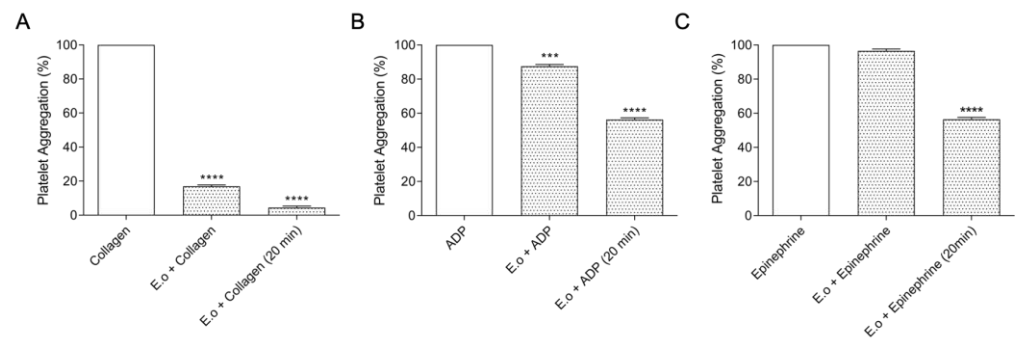 A
Platelet Aggregation (%)
100
80
60
40
20
0
****
****
Collagen
E.o + Collagen
E.o + Collagen (20 min)
B
Platelet Aggregation (%)
100
80
60
40
20
0
***
****
ADP
E.o + ADP
E.o + ADP (20 min)
C
Platelet Aggregation (%)
100
80
60
40
20
0
****
Epinephrine
E.o + Epinephrine
E.o + Epinephrine (20min)